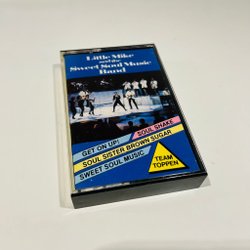 Little Mike
and the
Sweet Soul Music
Band
GET ON UP!
SOUL SHAKE
SOUL SISTER BROWN SUGAR
SWEET SOUL MUSIC
TEAM
TOPPEN